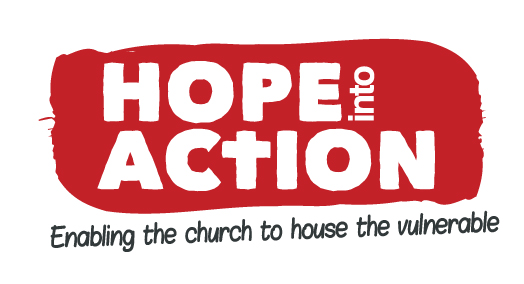 HOPE into
ACTION
Enabling the church to house the vulnerable